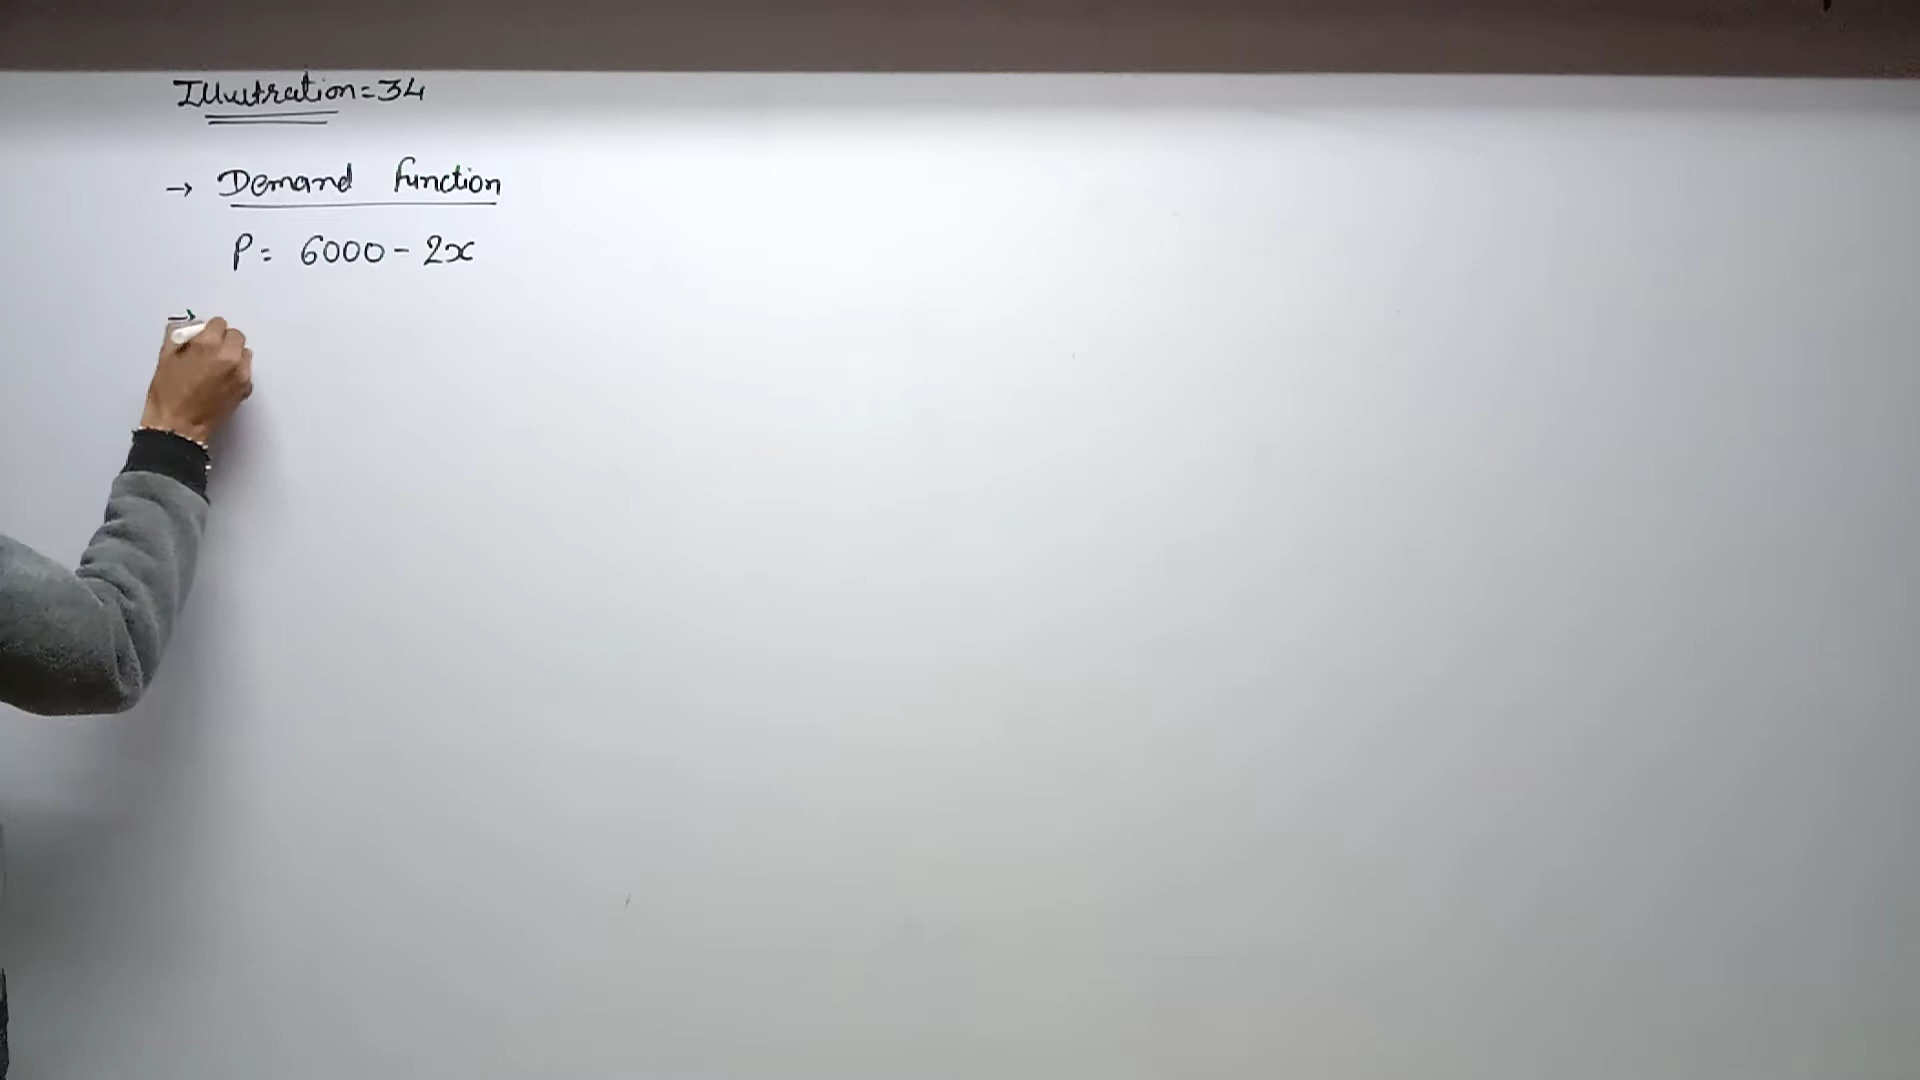 Illustration=34
→ Demand function
P= 6000-2x
→